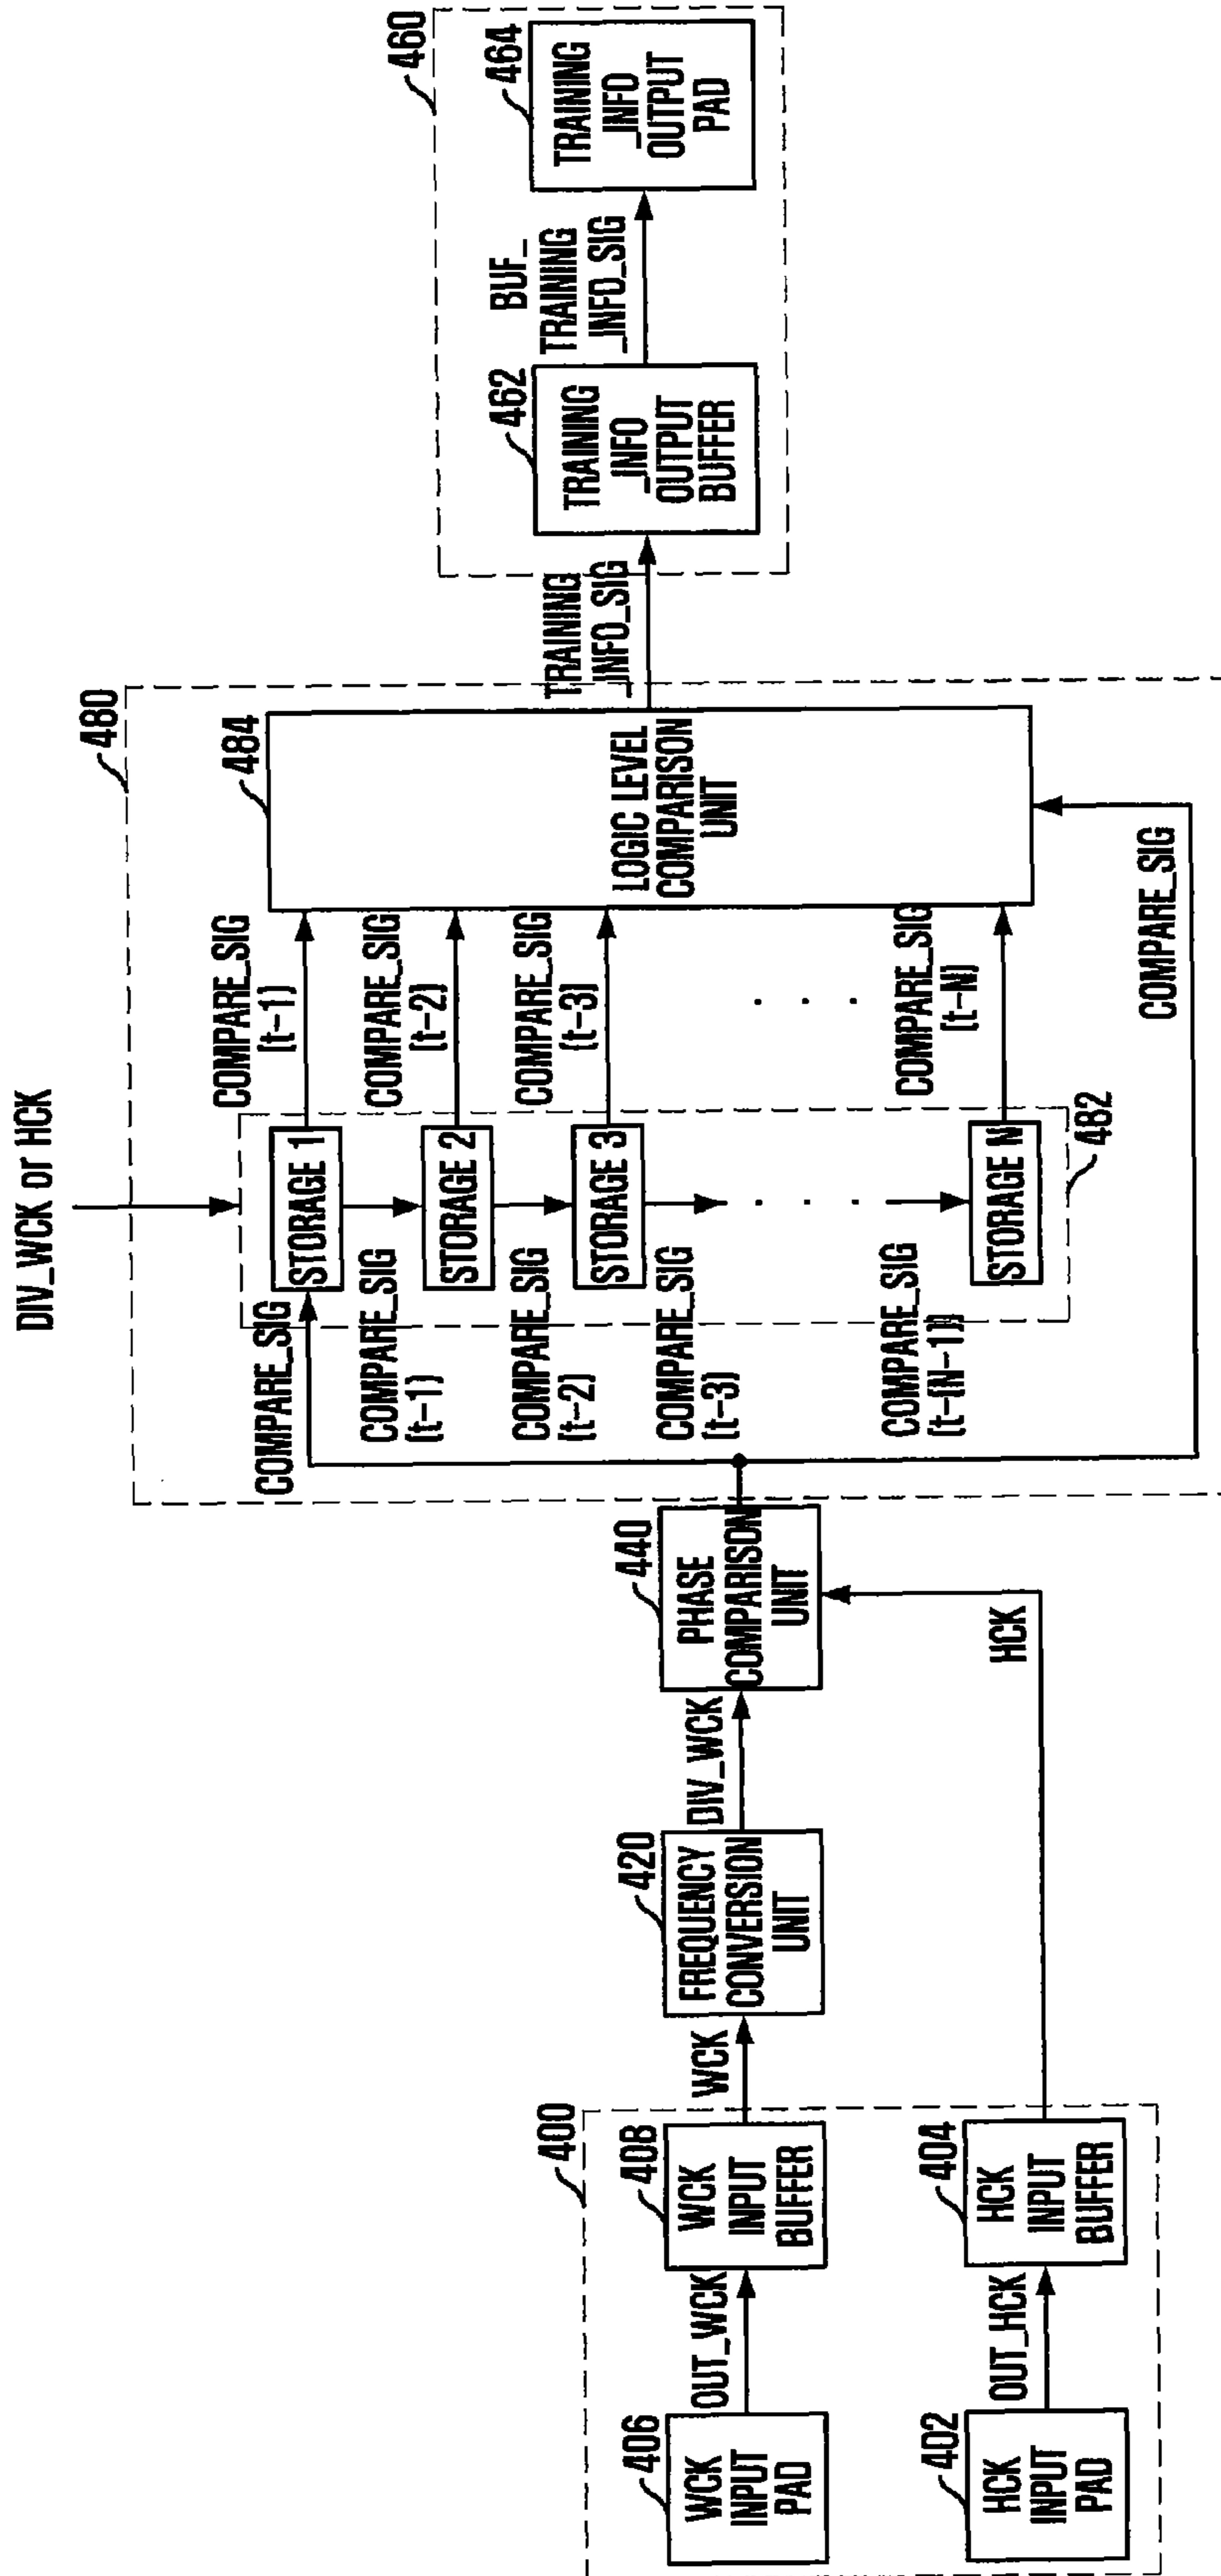 DIV_WCK or HCK
400
406
WCK
INPUT
PAD
OUT_WCK
408
WCK
INPUT
BUFFER
WCK
402
HCK
INPUT
PAD
OUT_HCK
404
HCK
INPUT
BUFFER
HCK
420
FREQUENCY
CONVERSION
UNIT
DIV_WCK
440
PHASE
COMPARISON
UNIT
480
COMPARE_SIG
STORAGE 1
COMPARE_SIG
(t-1)
COMPARE_SIG
(t-1)
STORAGE 2
COMPARE_SIG
(t-2)
COMPARE_SIG
(t-2)
STORAGE 3
COMPARE_SIG
(t-3)
COMPARE_SIG
(t-3)
COMPARE_SIG
(t-(N-1))
STORAGE N
COMPARE_SIG
(t-N)
482
COMPARE_SIG
484
LOGIC LEVEL
COMPARISON
UNIT
TRAINING
_INFO_SIG
460
462
TRAINING
_INFO
OUTPUT
BUFFER
BUF_
TRAINING
_INFO_SIG
464
TRAINING
_INFO
OUTPUT
PAD